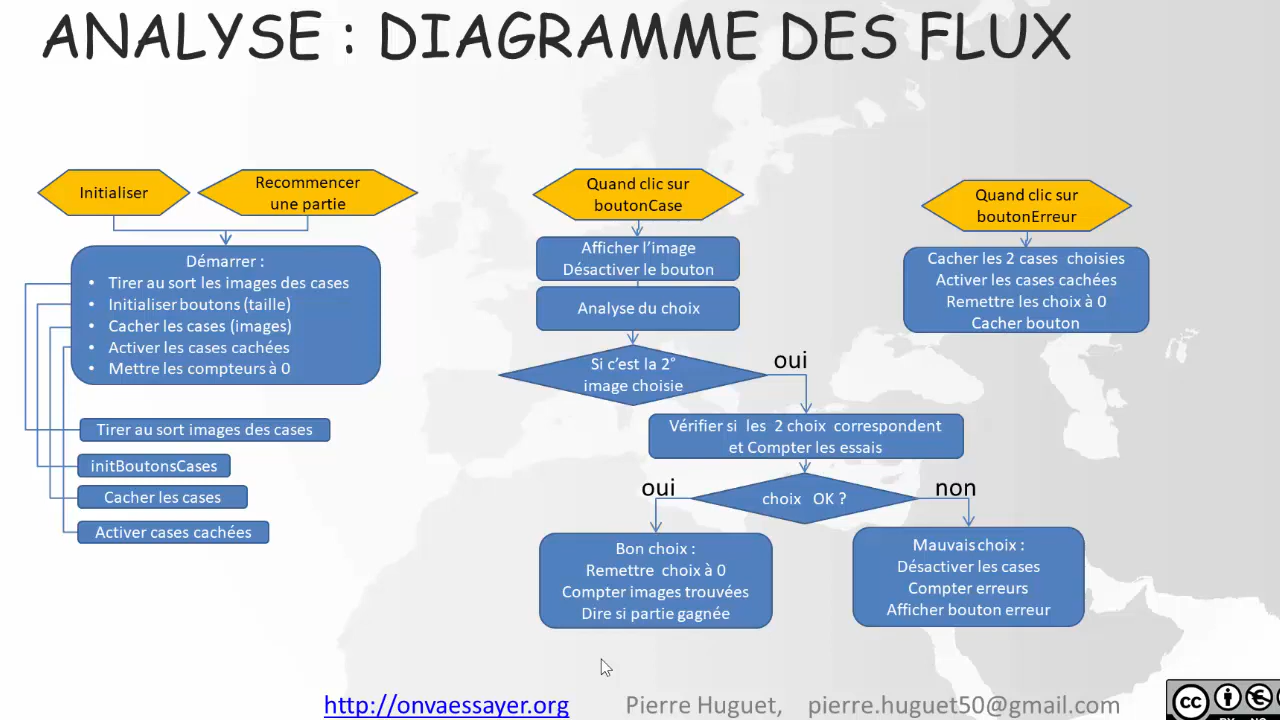 ANALYSE : DIAGRAMME DES FLUX
Initialiser
Recommencer
une partie
Démarrer :
• Tirer au sort les images des cases
• Initialiser boutons (taille)
• Cacher les cases (images)
• Activer les cases cachées
• Mettre les compteurs à 0
Tirer au sort images des cases
initBoutonsCases
Cacher les cases
Activer cases cachées
Quand clic sur
boutonCase
Afficher l'image
Désactiver le bouton
Analyse du choix
Si c'est la 2°
image choisie
oui
Vérifier si les 2 choix correspondent
et Compter les essais
choix OK ?
oui
non
Bon choix :
Remettre choix à 0
Compter images trouvées
Dire si partie gagnée
Mauvais choix :
Désactiver les cases
Compter erreurs
Afficher bouton erreur
Quand clic sur
boutonErreur
Cacher les 2 cases choisies
Activer les cases cachées
Remettre les choix à 0
Cacher bouton
http://onvaessayer.org
Pierre Huguet, pierre.huguet50@gmail.com
cc